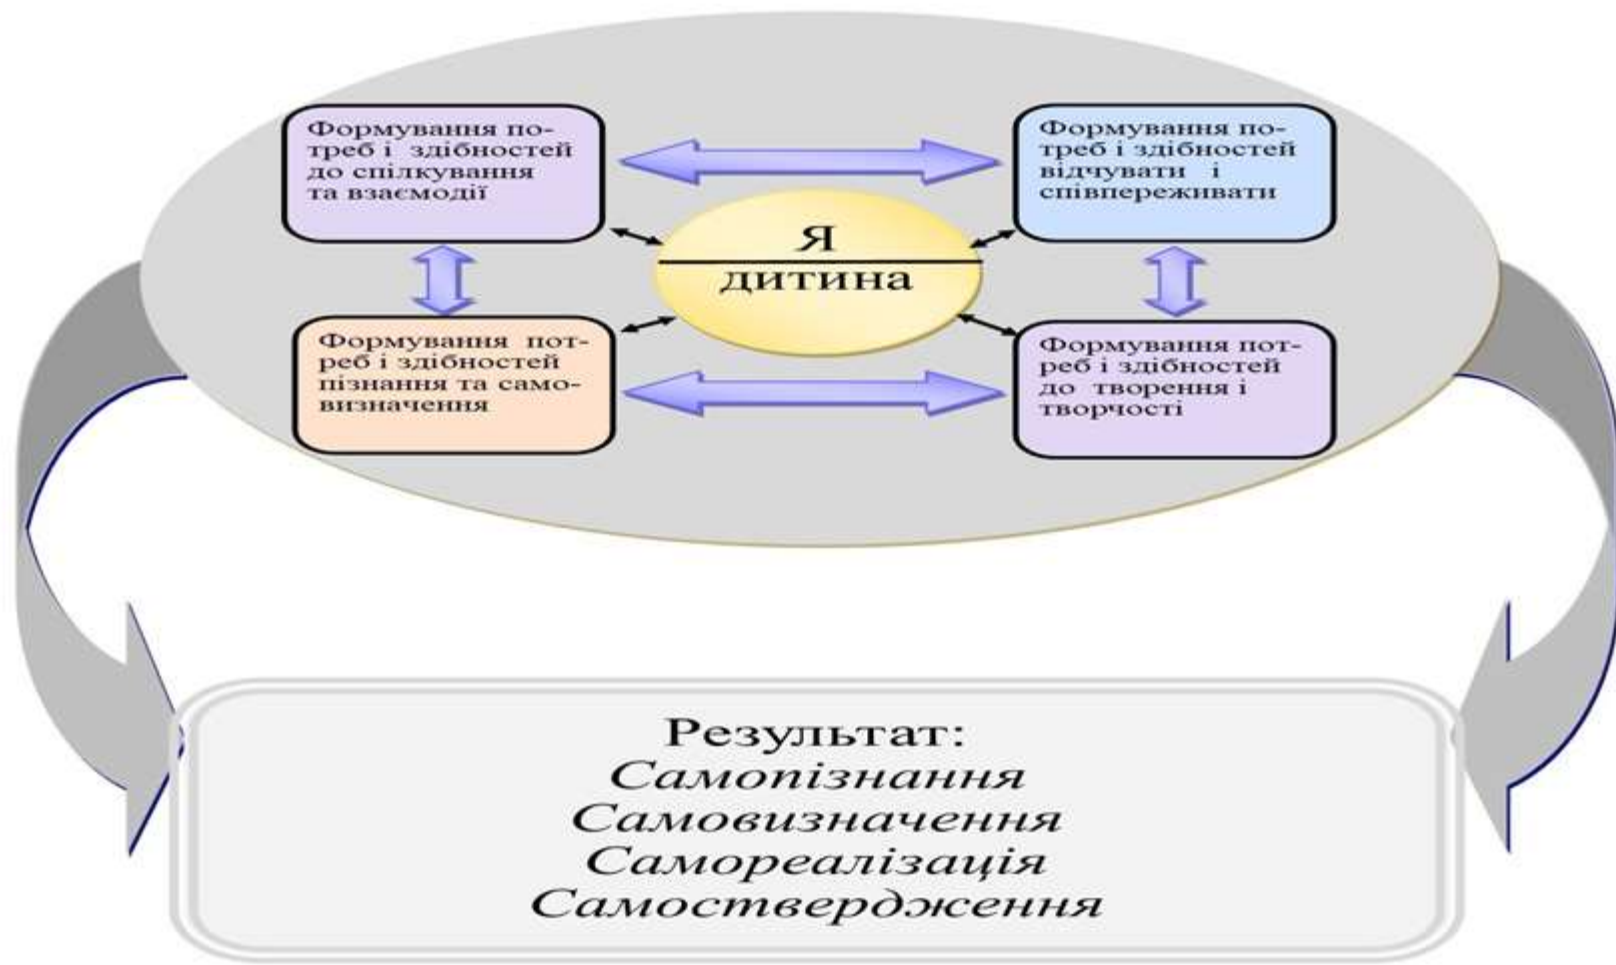 Формування по-
треб і здібностей
до спілкування
та взаємодії
Формування по-
треб і здібностей
відчувати і
співпереживати
Я
дитина
Формування пот-
реб і здібностей
пізнання та само-
визначення
Формування пот-
реб і здібностей
до творення і
творчості
Результат:
Самопізнання
Самовизначення
Самореалізація
Самоствердження